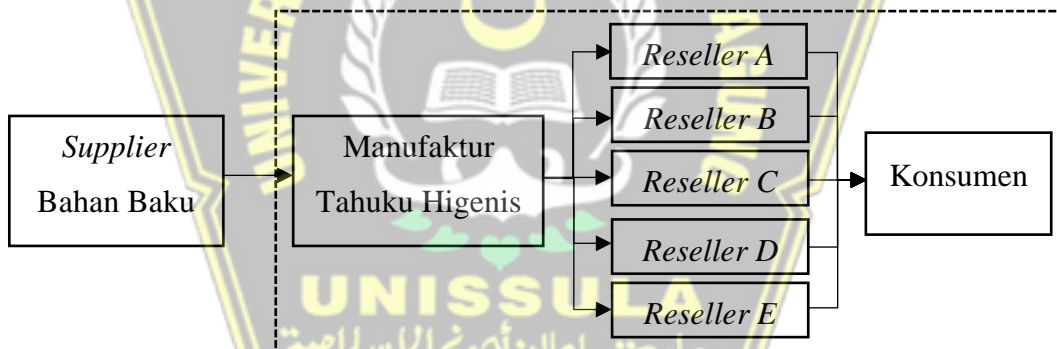 Supplier
Bahan Baku
Manufaktur
Tahuku Higenis
Reseller A
Reseller B
Reseller C
Reseller D
Reseller E
Konsumen
UNISSULA